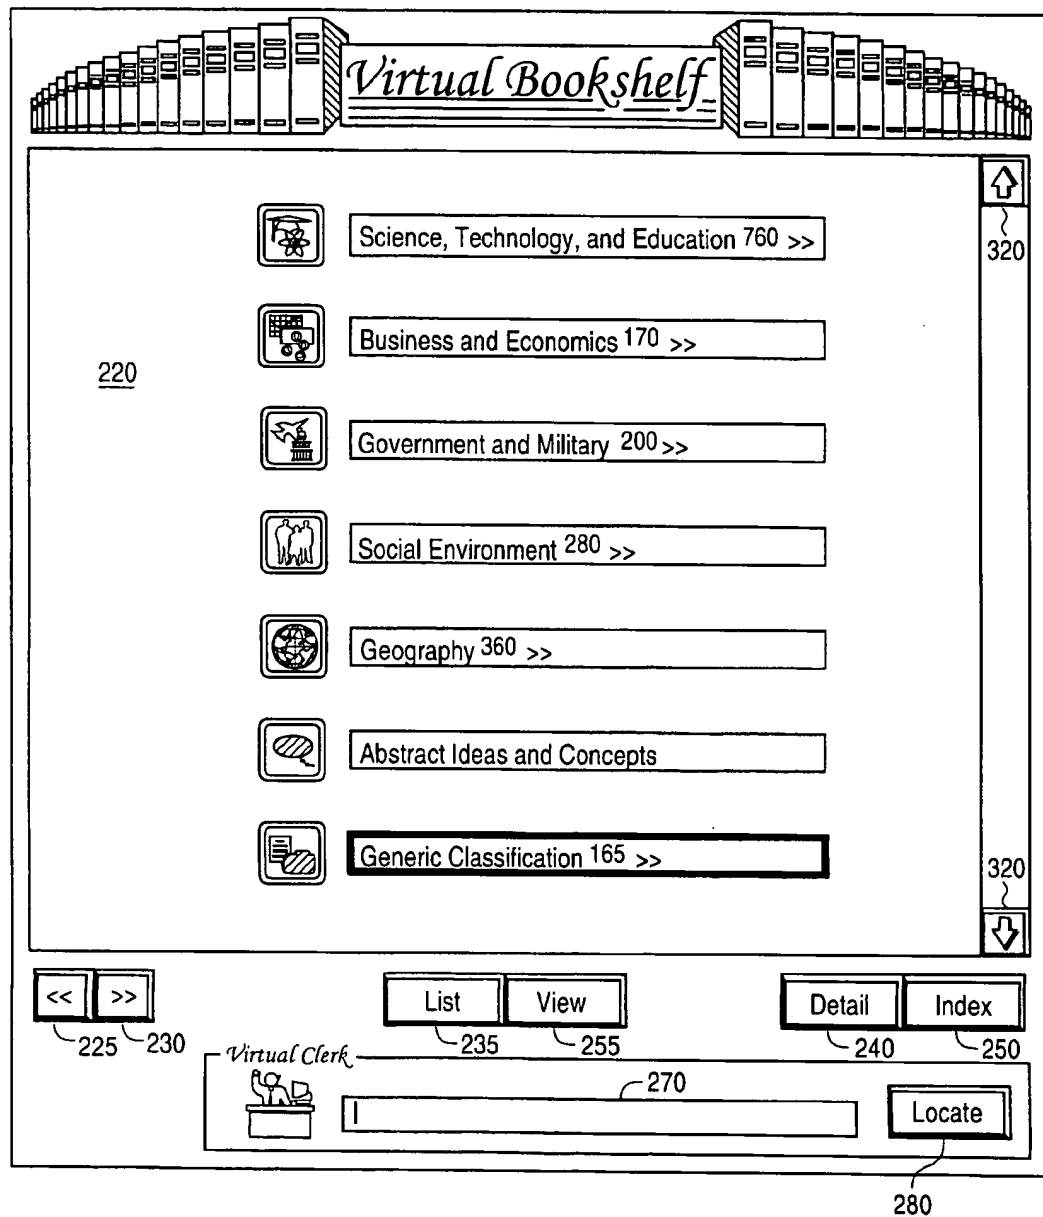 Virtual Bookshelf
Science, Technology, and Education 760 >>
320
Business and Economics 170 >>
220
Government and Military 200 >>
Social Environment 280 >>
Geography 360 >>
Abstract Ideas and Concepts
Generic Classification 165 >>
320
<< >> List View Detail Index
225 230 235 255 240 250
Virtual Clerk
270
Locate
280